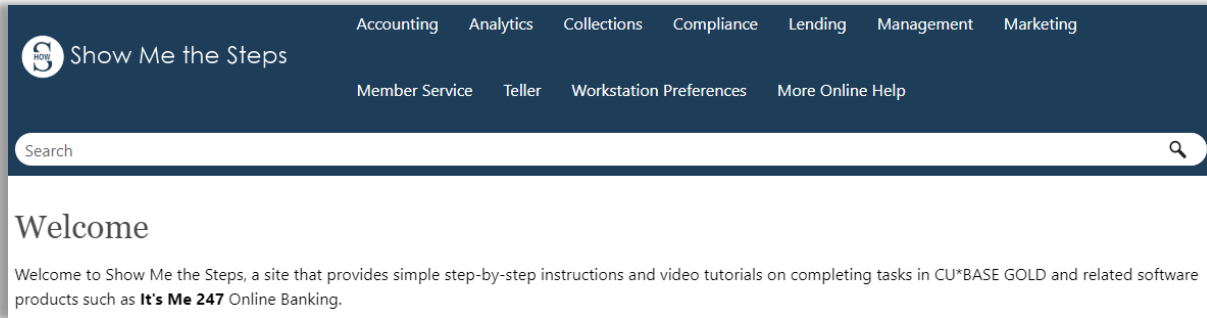 Accounting Analytics Collections Compliance Lending Management Marketing
S HOW Show Me the Steps
Member Service Teller Workstation Preferences More Online Help
Search
Welcome
Welcome to Show Me the Steps, a site that provides simple step-by-step instructions and video tutorials on completing tasks in CU*BASE GOLD and related software
products such as It's Me 247 Online Banking.